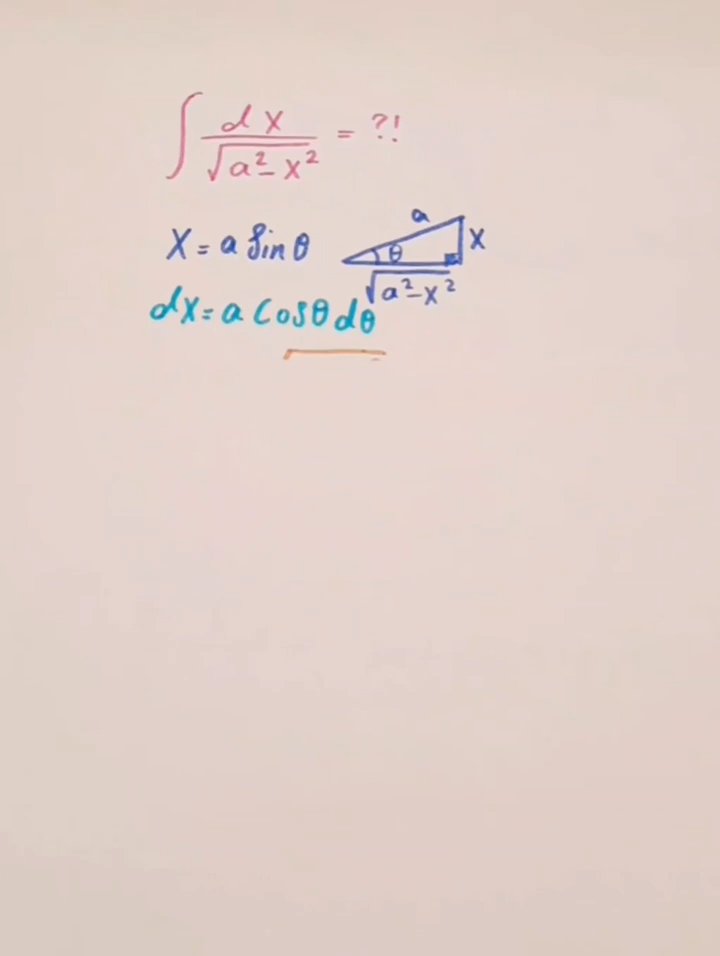 ∫ dx / √(a² - x²) = ?!
x = a Sin θ
a
θ
x
√(a² - x²)
dx = a Cos θ dθ